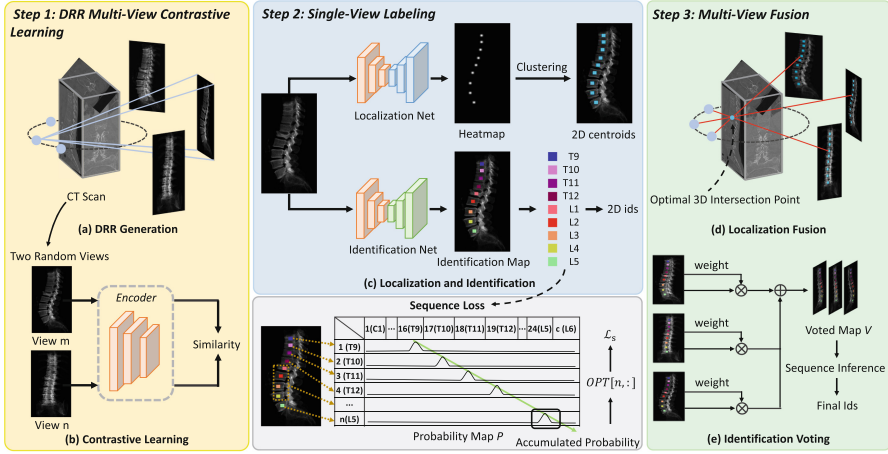 Step 1: DRR Multi-View Contrastive
Learning
CT Scan
(a) DRR Generation
Two Random Views
View m
View n
Encoder
Similarity
(b) Contrastive Learning
Step 2: Single-View Labeling
Localization Net
Heatmap
Clustering
2D centroids
Identification Net
Identification Map
T9
T10
T11
T12
L1
L2
L3
L4
L5
2D ids
(c) Localization and Identification
Sequence Loss
1(C1) ··· 16(T9) 17(T10) 18(T11) 19(T12) ··· 24(L5) c (L6)
1 (T9)
2 (T10)
3 (T11)
4 (T12)
...
n(L5)
Probability Map P
Accumulated Probability
OPT[n,:]
ℒs
Step 3: Multi-View Fusion
Optimal 3D Intersection Point
(d) Localization Fusion
weight
weight
weight
Voted Map V
Sequence Inference
Final Ids
(e) Identification Voting